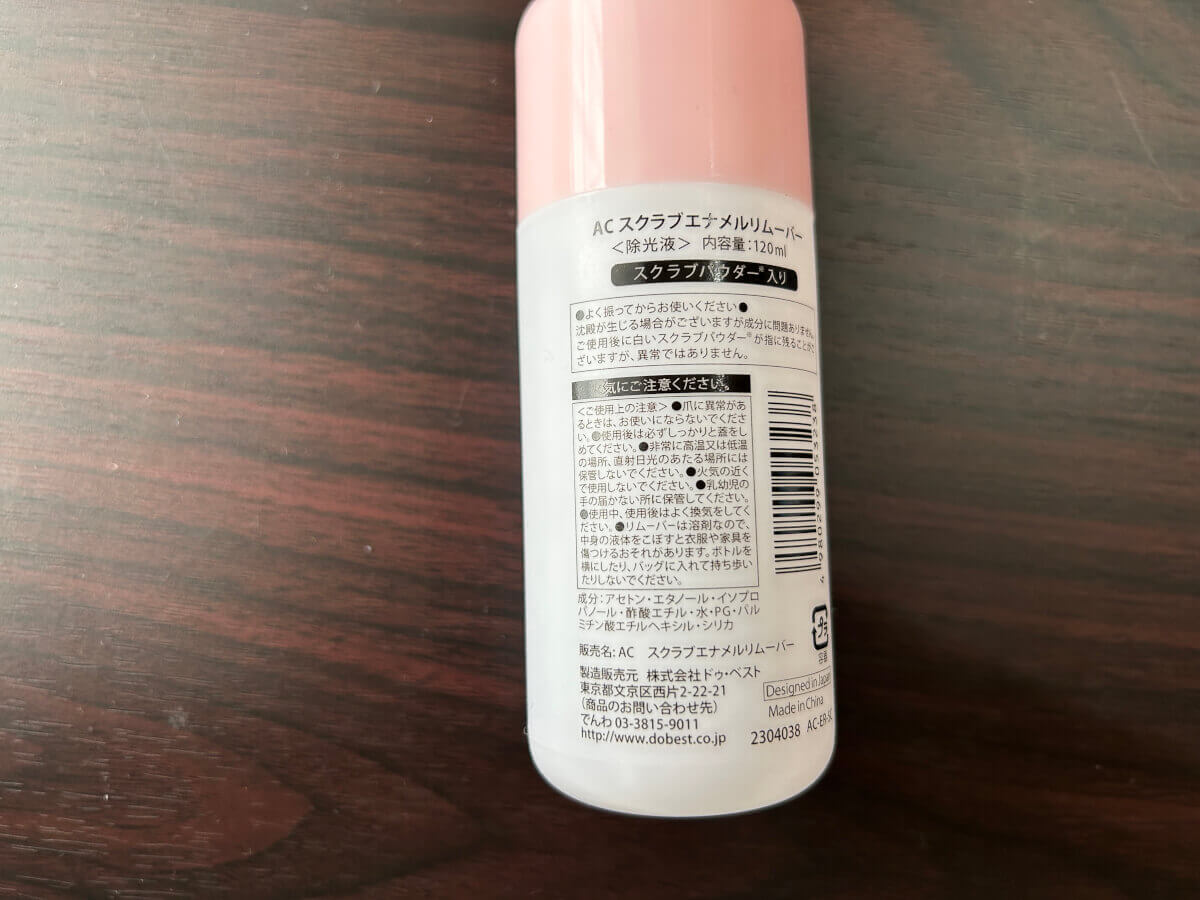 AC スクラブエナメルリムーバー
＜除光液＞ 内容量:120ml
スクラブパウダー※入り
●よく振ってからお使いください●
沈殿が生じる場合がございますが成分に問題ありません。
ご使用後に白いスクラブパウダー※が指に残ることがご
ざいますが、異常ではありません。
気にご注意ください。
＜ご使用上の注意＞ ●爪に異常があ
るときは、お使いにならないでくださ
い。●使用後は必ずしっかりと蓋をし
めてください。●非常に高温又は低温
の場所、直射日光のあたる場所には
保管しないでください。●火気の近く
で使用しないでください。●乳幼児の
手の届かない所に保管してください。
●使用中、使用後はよく換気をしてく
ださい。●リムーバーは溶剤なので、
中身の液体をこぼすと衣服や家具を
傷つけるおそれがあります。ボトルを
横にしたり、バッグに入れて持ち歩い
たりしないでください。
成分:アセトン・エタノール・イソプロ
パノール・酢酸エチル・水・PG・パル
ミチン酸エチルヘキシル・シリカ
販売名:AC スクラブエナメルリムーバー
製造販売元 株式会社ドゥ・ベスト
東京都文京区西片2-22-21
(商品のお問い合わせ先)
でんわ 03-3815-9011
http://www.dobest.co.jp
4 980299 053238
プラ
容器
Designed in Japan
Made in China
2304038 AC-ER-SC